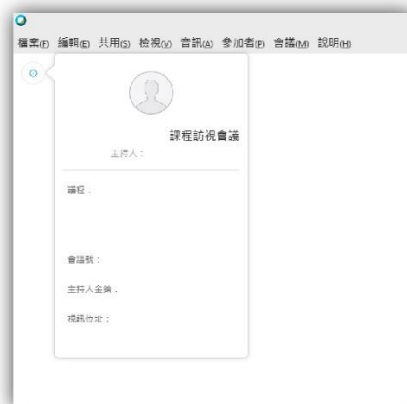 檔案(F) 編輯(E) 共用(S) 檢視(V) 音訊(A) 參加者(P) 會議(M) 說明(H)
課程訪視會議
主持人：
議程：
會議號：
主持人金鑰：
視訊位址：